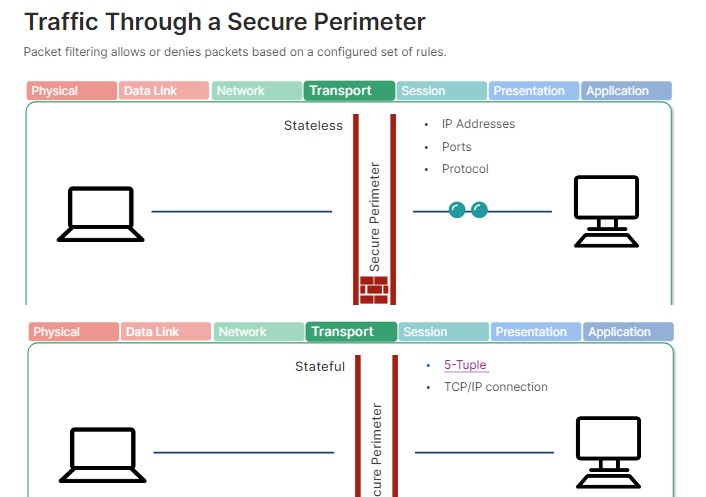 Traffic Through a Secure Perimeter
Packet filtering allows or denies packets based on a configured set of rules.
Physical Data Link Network Transport Session Presentation Application
Stateless
• IP Addresses
• Ports
• Protocol
Secure Perimeter
Physical Data Link Network Transport Session Presentation Application
Stateful
• 5-Tuple
• TCP/IP connection
cure Perimeter